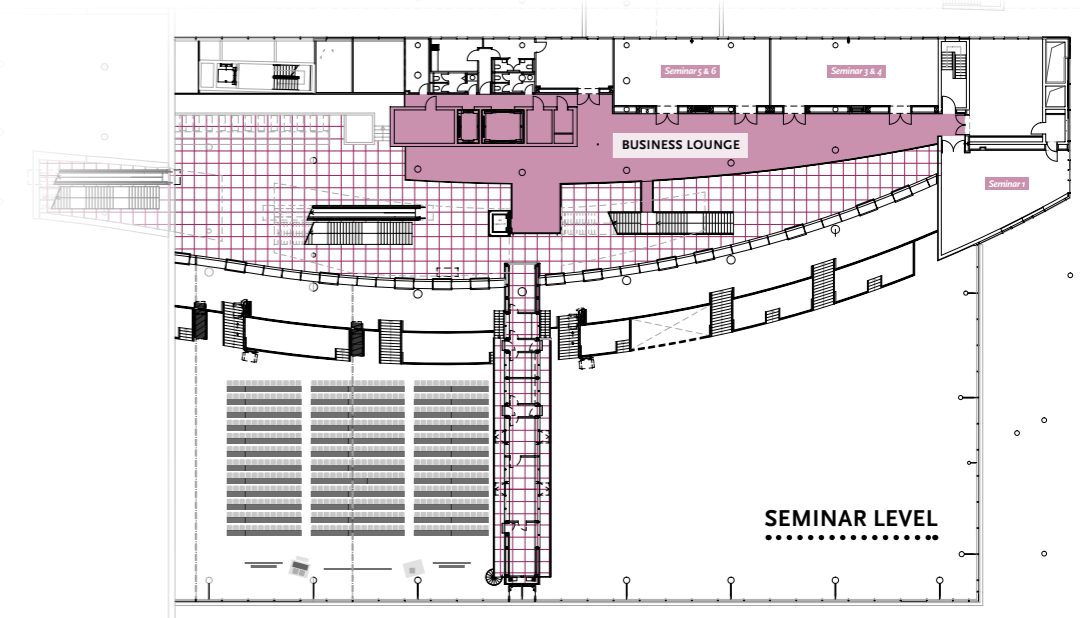 Seminar 5 & 6
Seminar 3 & 4
BUSINESS LOUNGE
Seminar 1
SEMINAR LEVEL